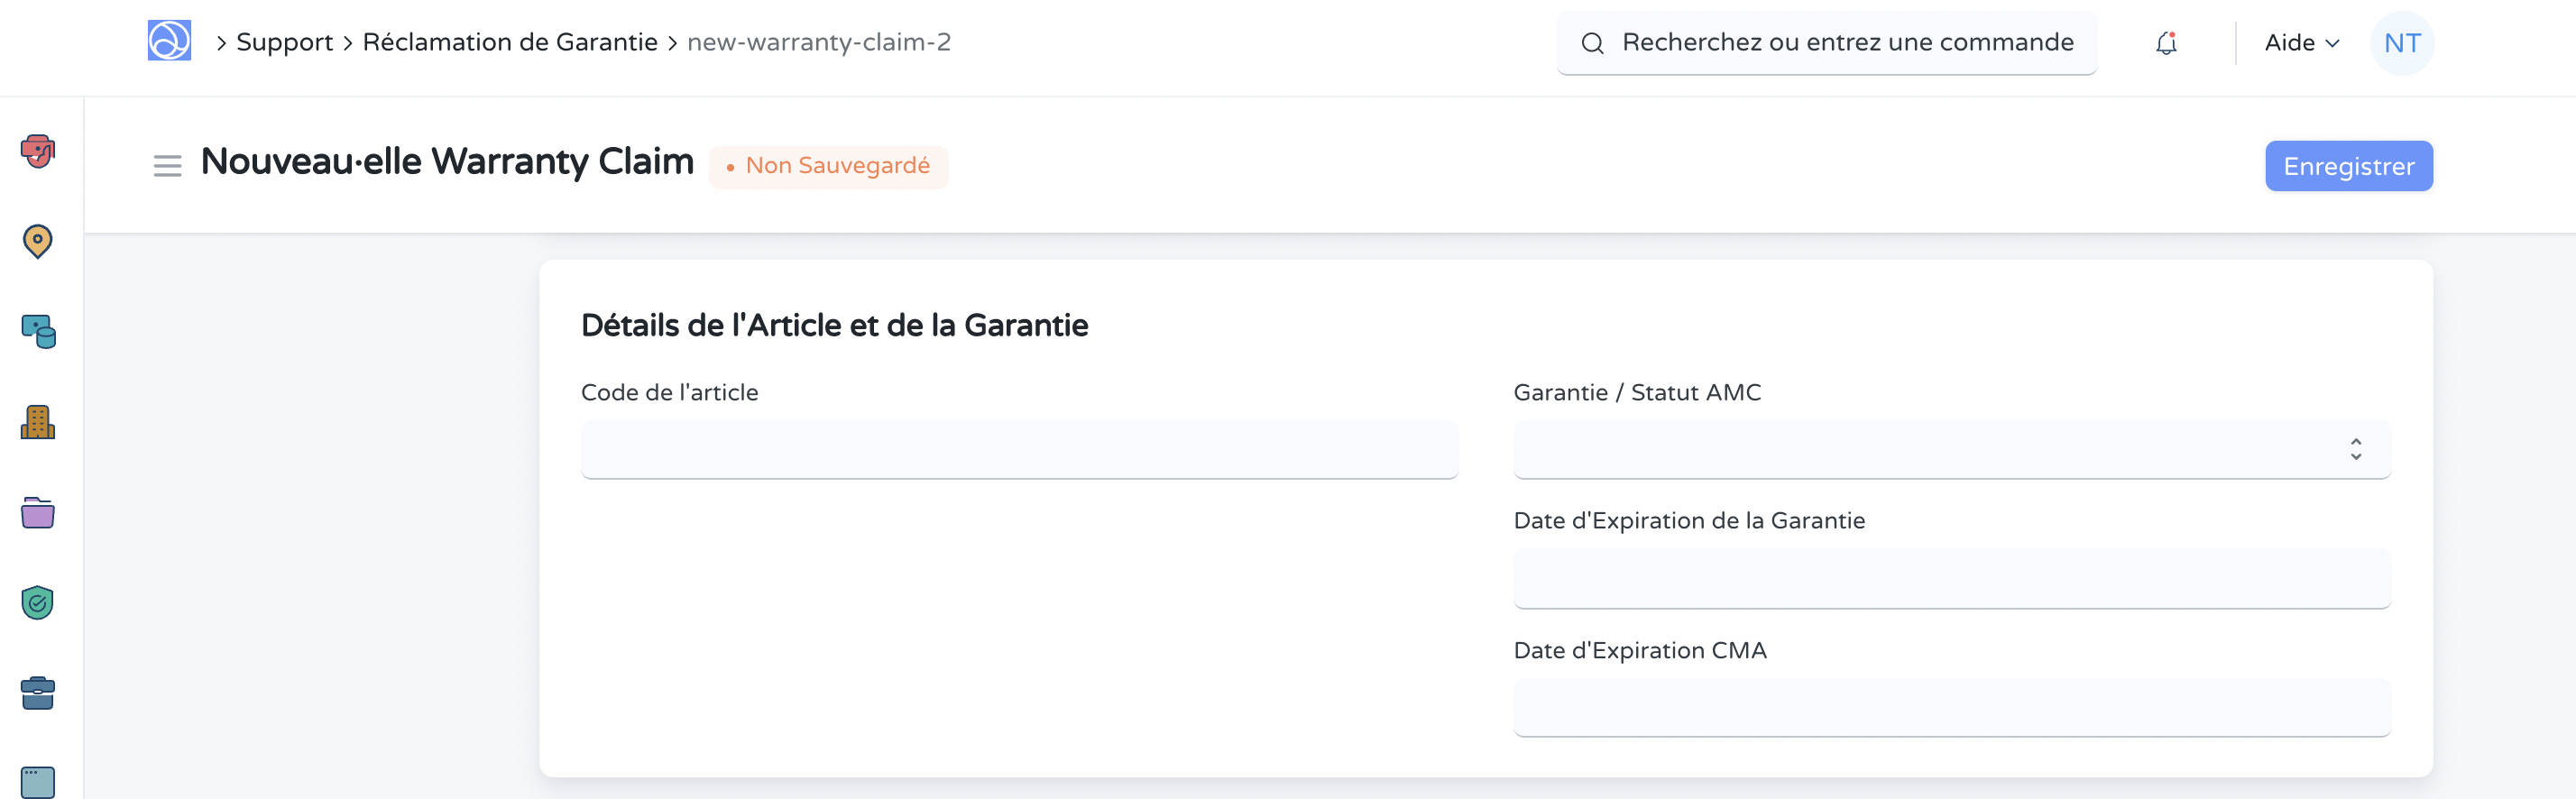 Support
Réclamation de Garantie
new-warranty-claim-2
Recherchez ou entrez une commande
Aide
NT
Nouveau·elle Warranty Claim
Non Sauvegardé
Enregistrer
Détails de l'Article et de la Garantie
Code de l'article
Garantie / Statut AMC
Date d'Expiration de la Garantie
Date d'Expiration CMA